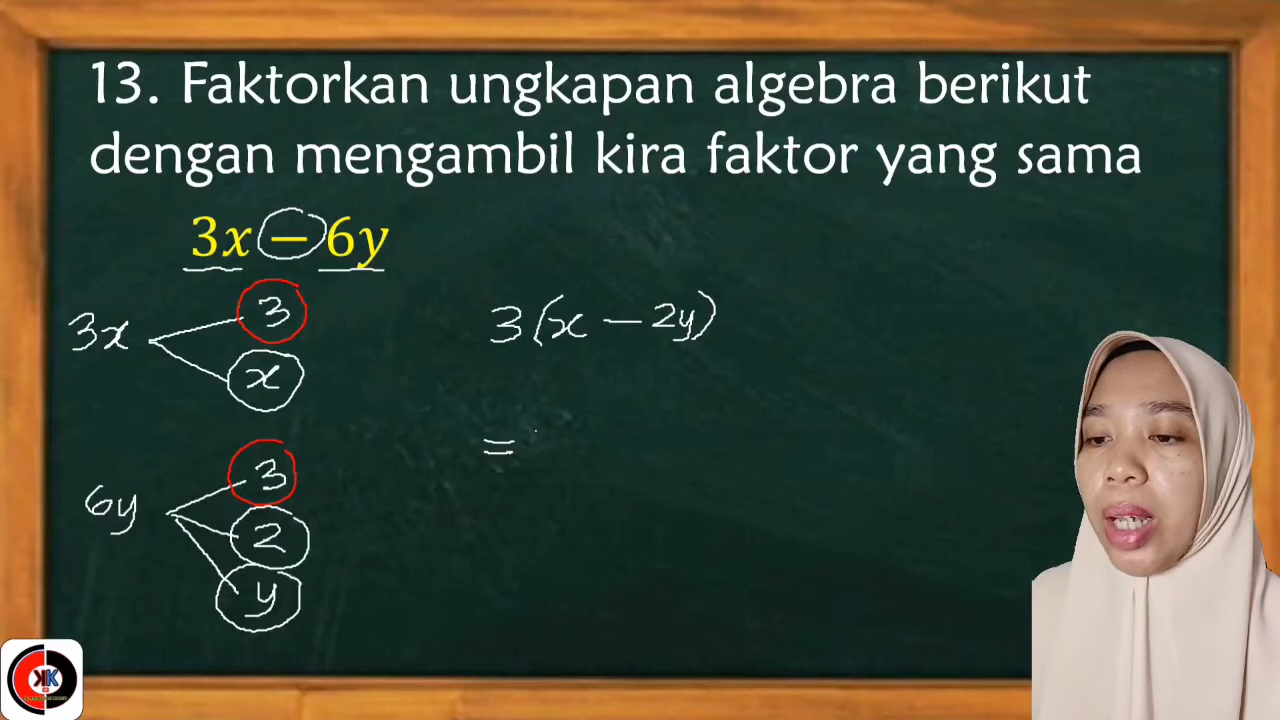 13. Faktorkan ungkapan algebra berikut
dengan mengambil kira faktor yang sama
3x − 6y
3x
3
x
3(x − 2y)
=
6y
3
2
y
KK